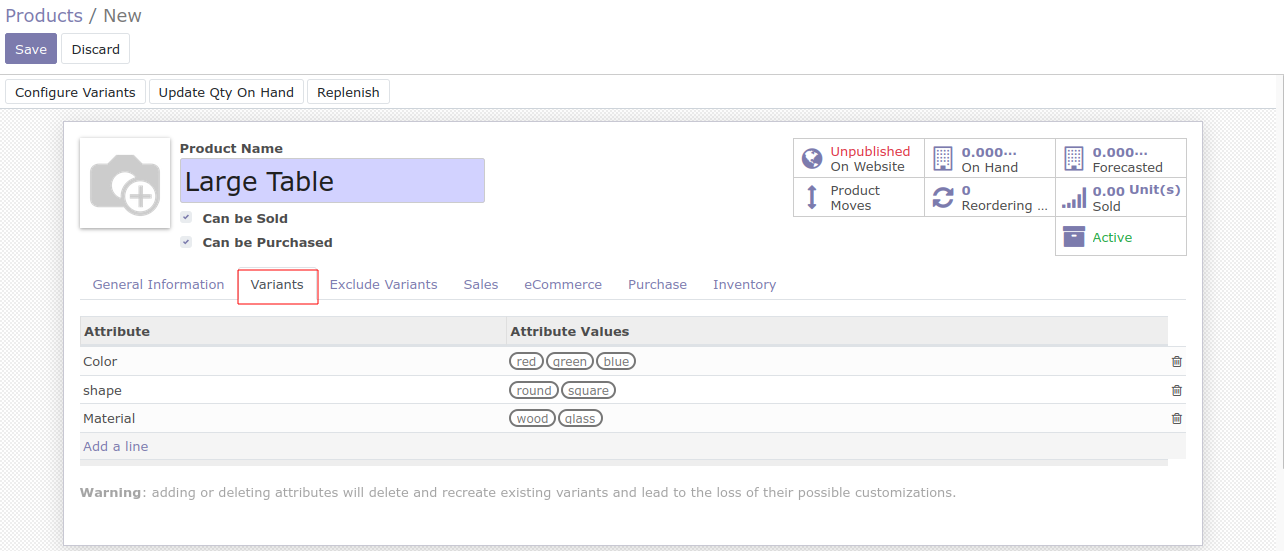 Products / New
Save Discard
Configure Variants Update Qty On Hand Replenish
Product Name
Large Table
Can be Sold
Can be Purchased
Unpublished
On Website
0.000...
On Hand
0.000...
Forecasted
Product
Moves
0
Reordering ...
0.00 Unit(s)
Sold
Active
General Information Variants Exclude Variants Sales eCommerce Purchase Inventory
Attribute Attribute Values
Color red green blue
shape round square
Material wood glass
Add a line
Warning: adding or deleting attributes will delete and recreate existing variants and lead to the loss of their possible customizations.